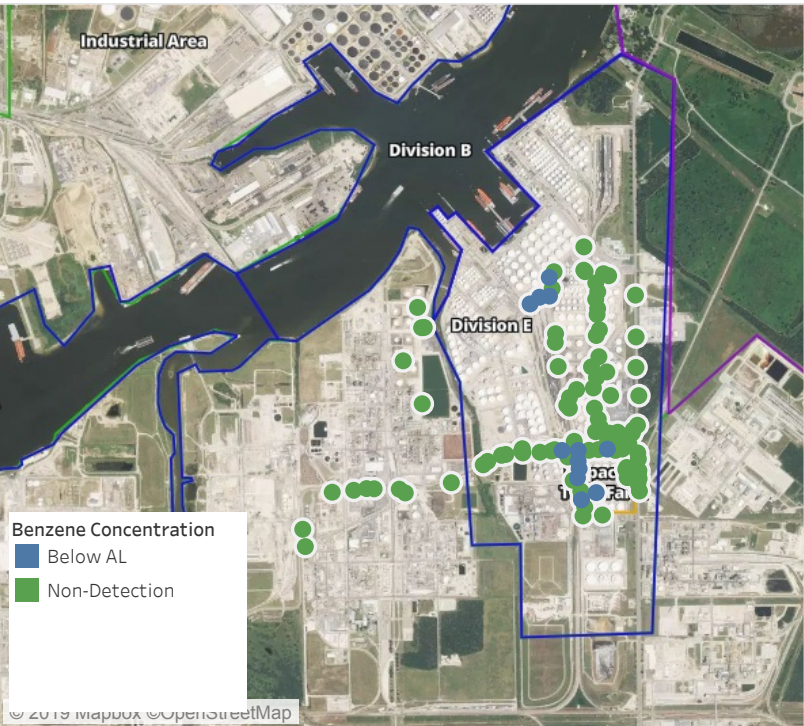 Industrial Area
Division B
Division E
Benzene Concentration
Below AL
Non-Detection
© 2019 Mapbox ©OpenStreetMap